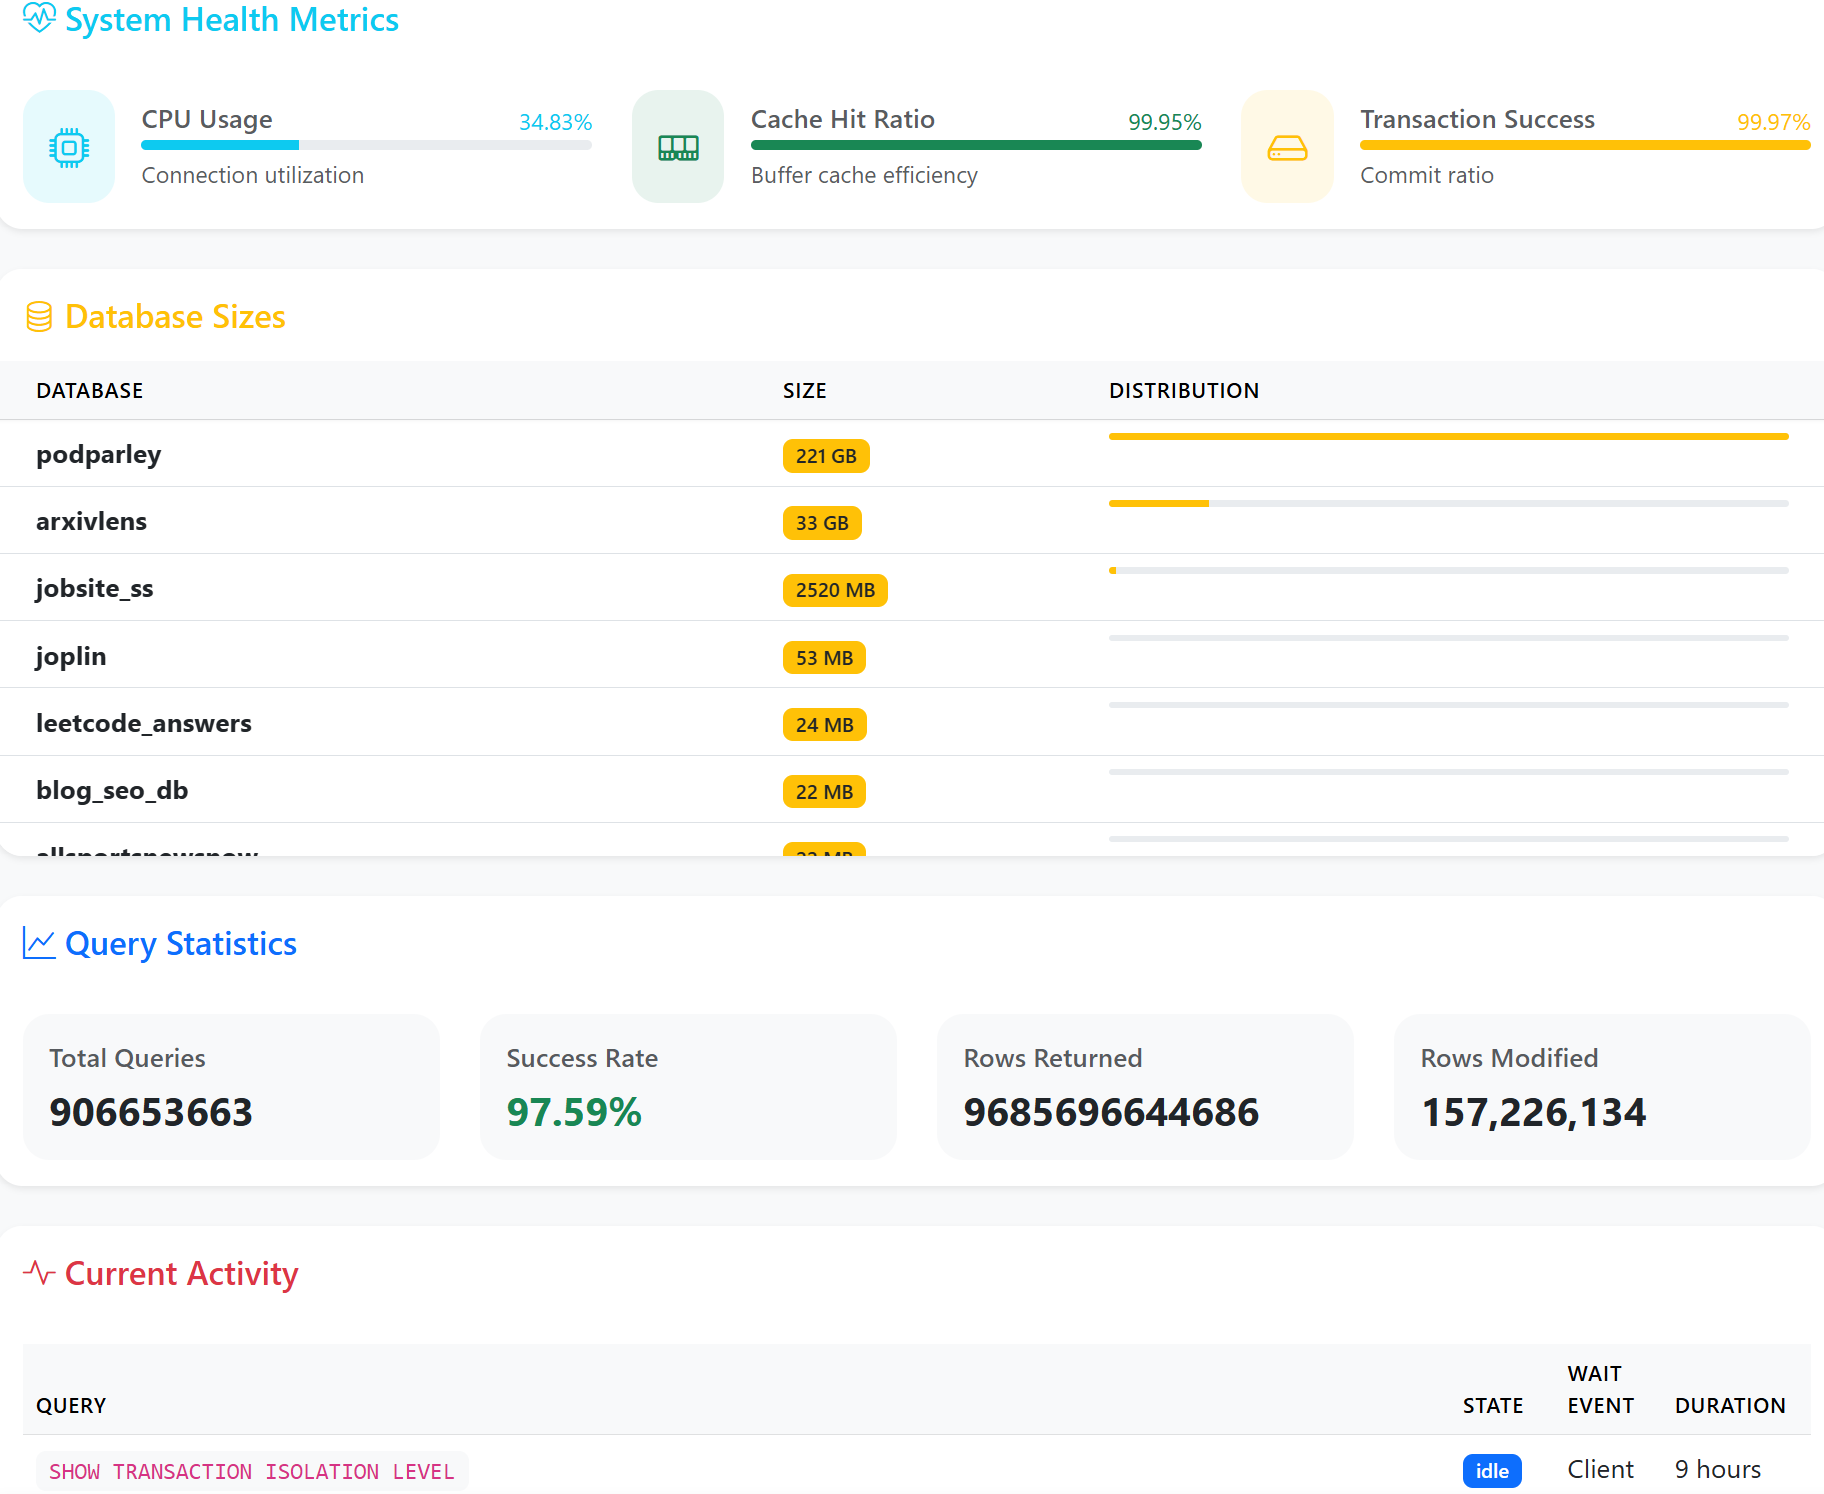 System Health Metrics
CPU Usage 34.83%
Connection utilization
Cache Hit Ratio 99.95%
Buffer cache efficiency
Transaction Success 99.97%
Commit ratio
Database Sizes
DATABASE SIZE DISTRIBUTION
podparley 221 GB
arxivlens 33 GB
jobsite_ss 2520 MB
joplin 53 MB
leetcode_answers 24 MB
blog_seo_db 22 MB
allsportsnewsnow
Query Statistics
Total Queries
906653663
Success Rate
97.59%
Rows Returned
9685696644686
Rows Modified
157,226,134
Current Activity
QUERY STATE WAIT EVENT DURATION
SHOW TRANSACTION ISOLATION LEVEL idle Client 9 hours